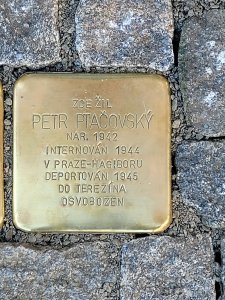 ZDE ŽIL
PETR PTÁČOVSKÝ
NAR. 1942
INTERNOVÁN 1944
V PRAZE-HAGIBORU
DEPORTOVÁN 1945
DO TEREZÍNA
OSVOBOZEN